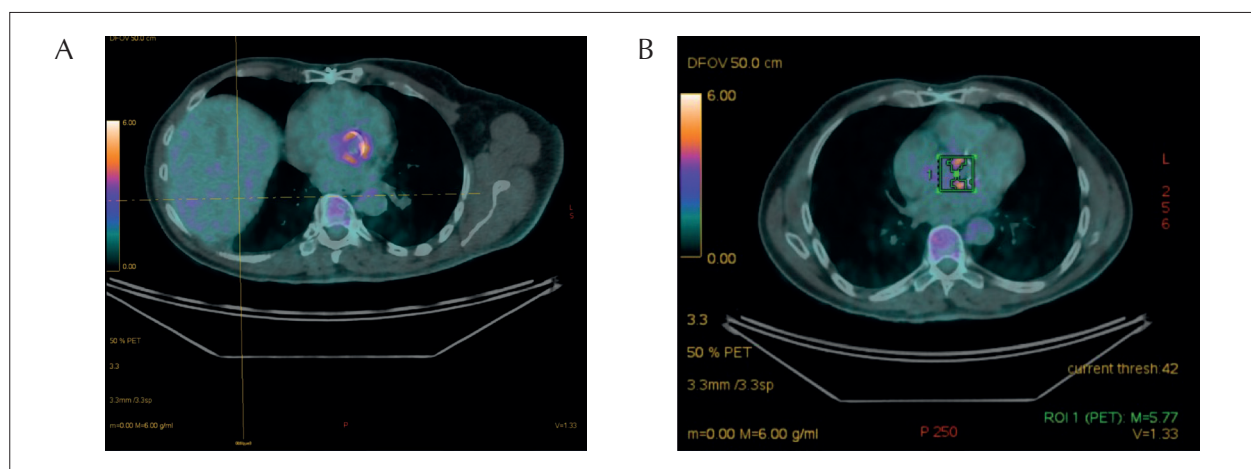 A
DFOV 50.0 cm
6.00
0.00
L
5
50 % PET
3.3
3.3mm /3.3sp
m=0.00 M=6.00 g/ml
P
V=1.33
B
DFOV 50.0 cm
6.00
0.00
L
2
5
6
3.3
50 % PET
3.3mm /3.3sp
m=0.00 M=6.00 g/ml
current thresh:42
ROI 1 (PET): M=5.77
P 250
V=1.33